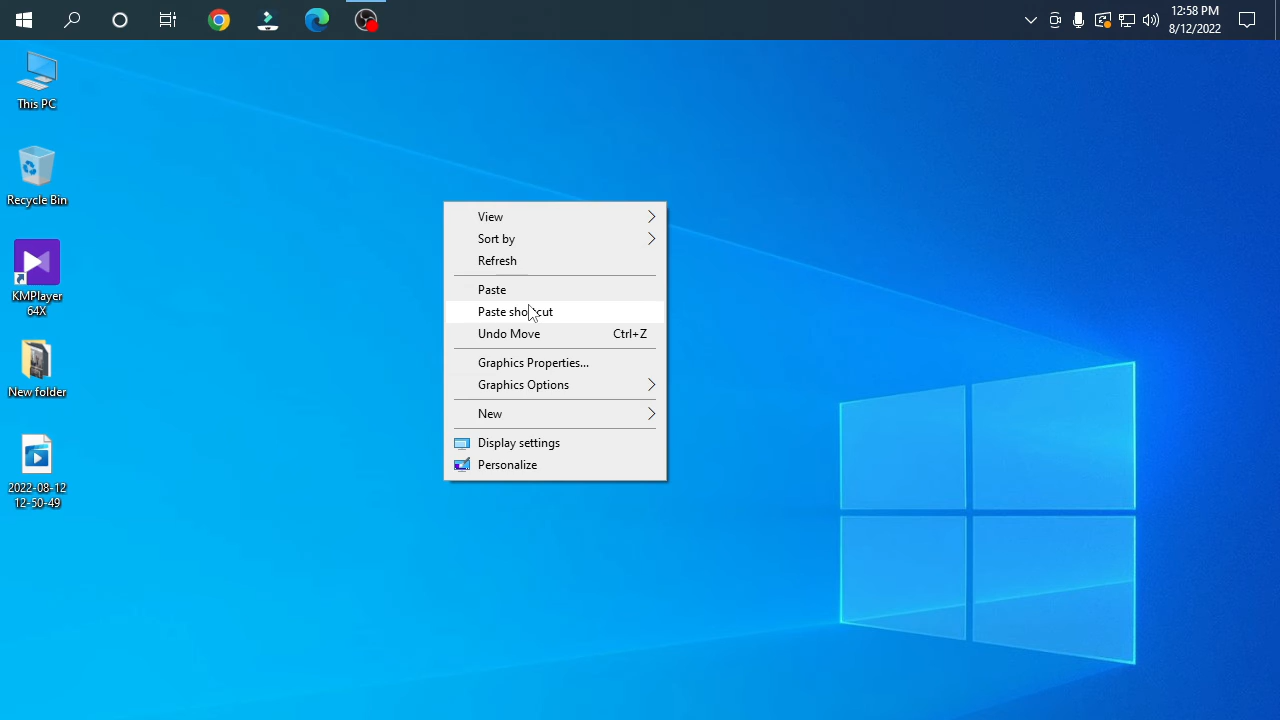 12:58 PM
8/12/2022
This PC
Recycle Bin
KMPlayer
64X
New folder
2022-08-12
12-50-49
View
Sort by
Refresh
Paste
Paste shortcut
Undo Move Ctrl+Z
Graphics Properties...
Graphics Options
New
Display settings
Personalize